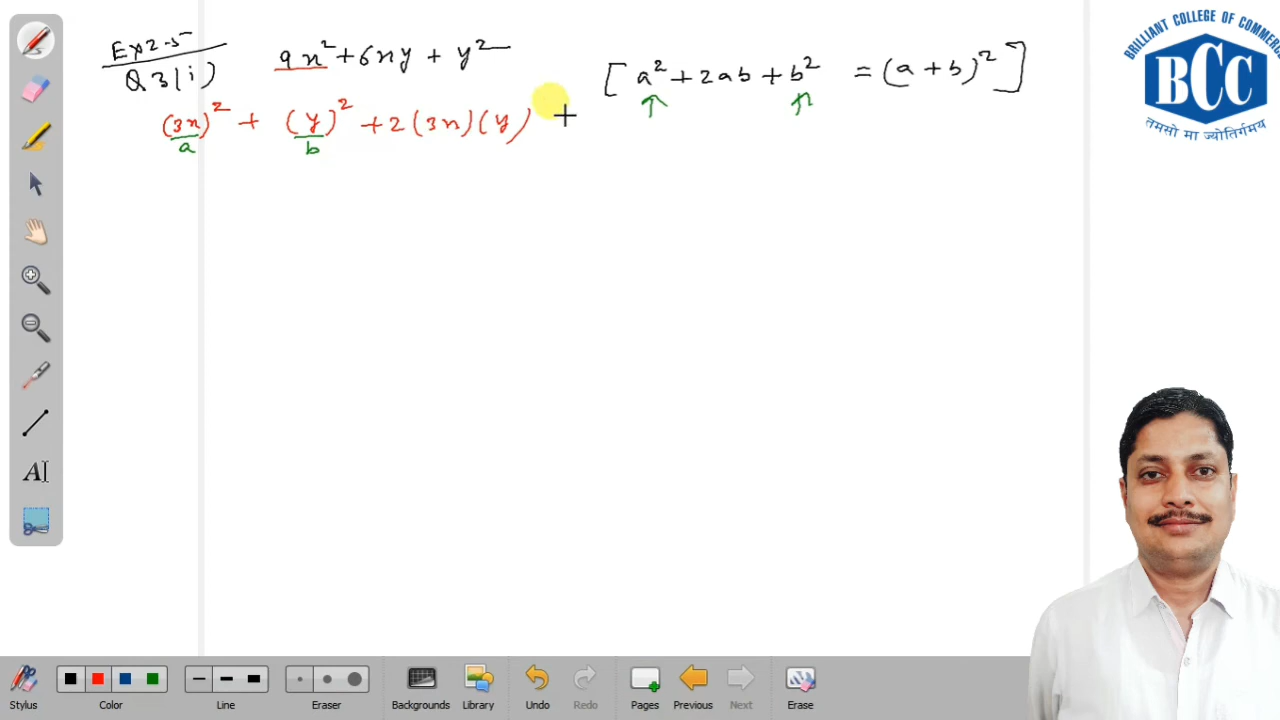 Ex 2.5
Q 3(i)
9x² + 6xy + y²
[a² + 2ab + b² = (a + b)²]
(3x)² + (y)² + 2(3x)(y)
a b
BRILLIANT COLLEGE OF COMMERC
BCC
तमसो मा ज्योतिर्गमय
A
Stylus
Color
Line
Eraser
Backgrounds
Library
Undo
Redo
Pages
Previous
Next
Erase